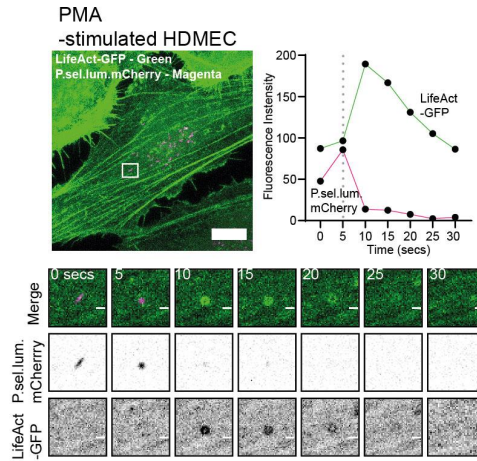 PMA
-stimulated HDMEC
LifeAct-GFP - Green
P.sel.lum.mCherry - Magenta
Fluorescence Instensity
200
150
100
50
0
LifeAct
-GFP
P.sel.lum.
mCherry
0 5 10 15 20 25 30
Time (secs)
0 secs 5 10 15 20 25 30
Merge
P.sel.lum.
mCherrry
LifeAct
-GFP